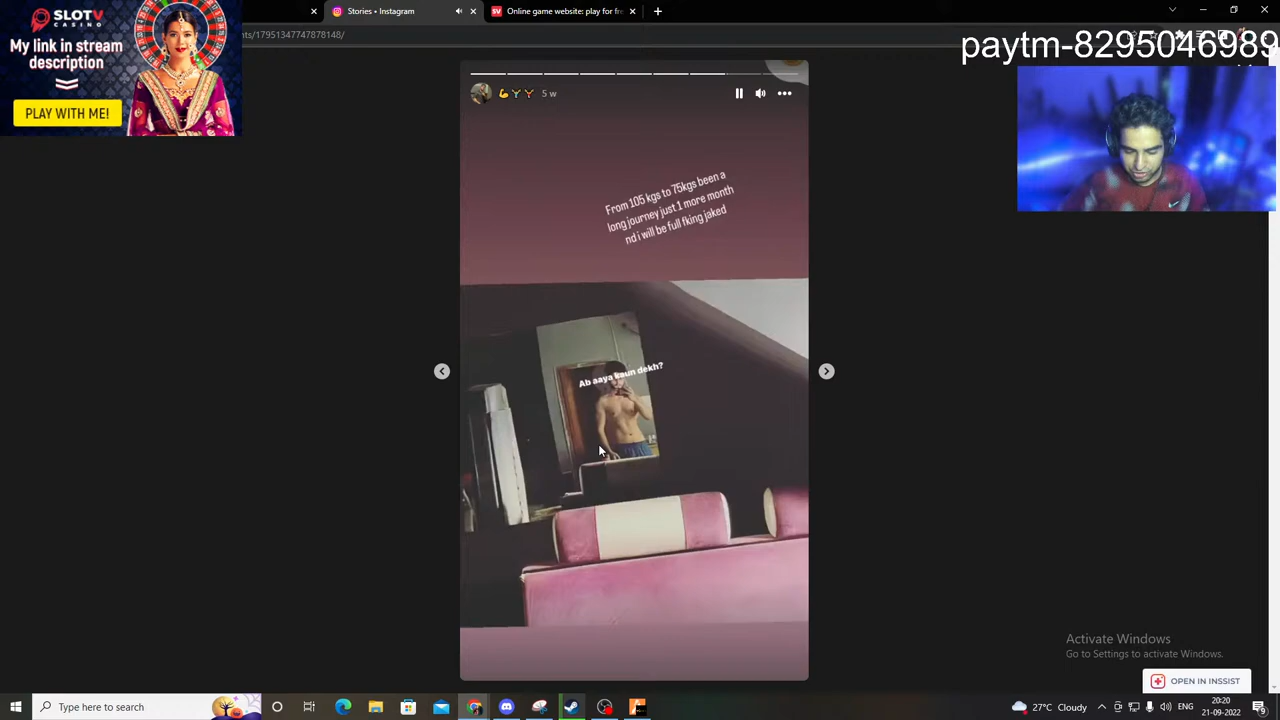 SLOTV
CASINO
My link in stream
description
PLAY WITH ME!
Stories • Instagram
Online game website: play for fr
nts/17951347747878148/
paytm-8295046989
5 w
From 105 kgs to 75kgs been a
long journey just 1 more month
nd i will be full fking jaked
Ab aaya kaun dekh?
Activate Windows
Go to Settings to activate Windows.
OPEN IN INSSIST
Type here to search
27°C Cloudy
20:20
21-09-2022